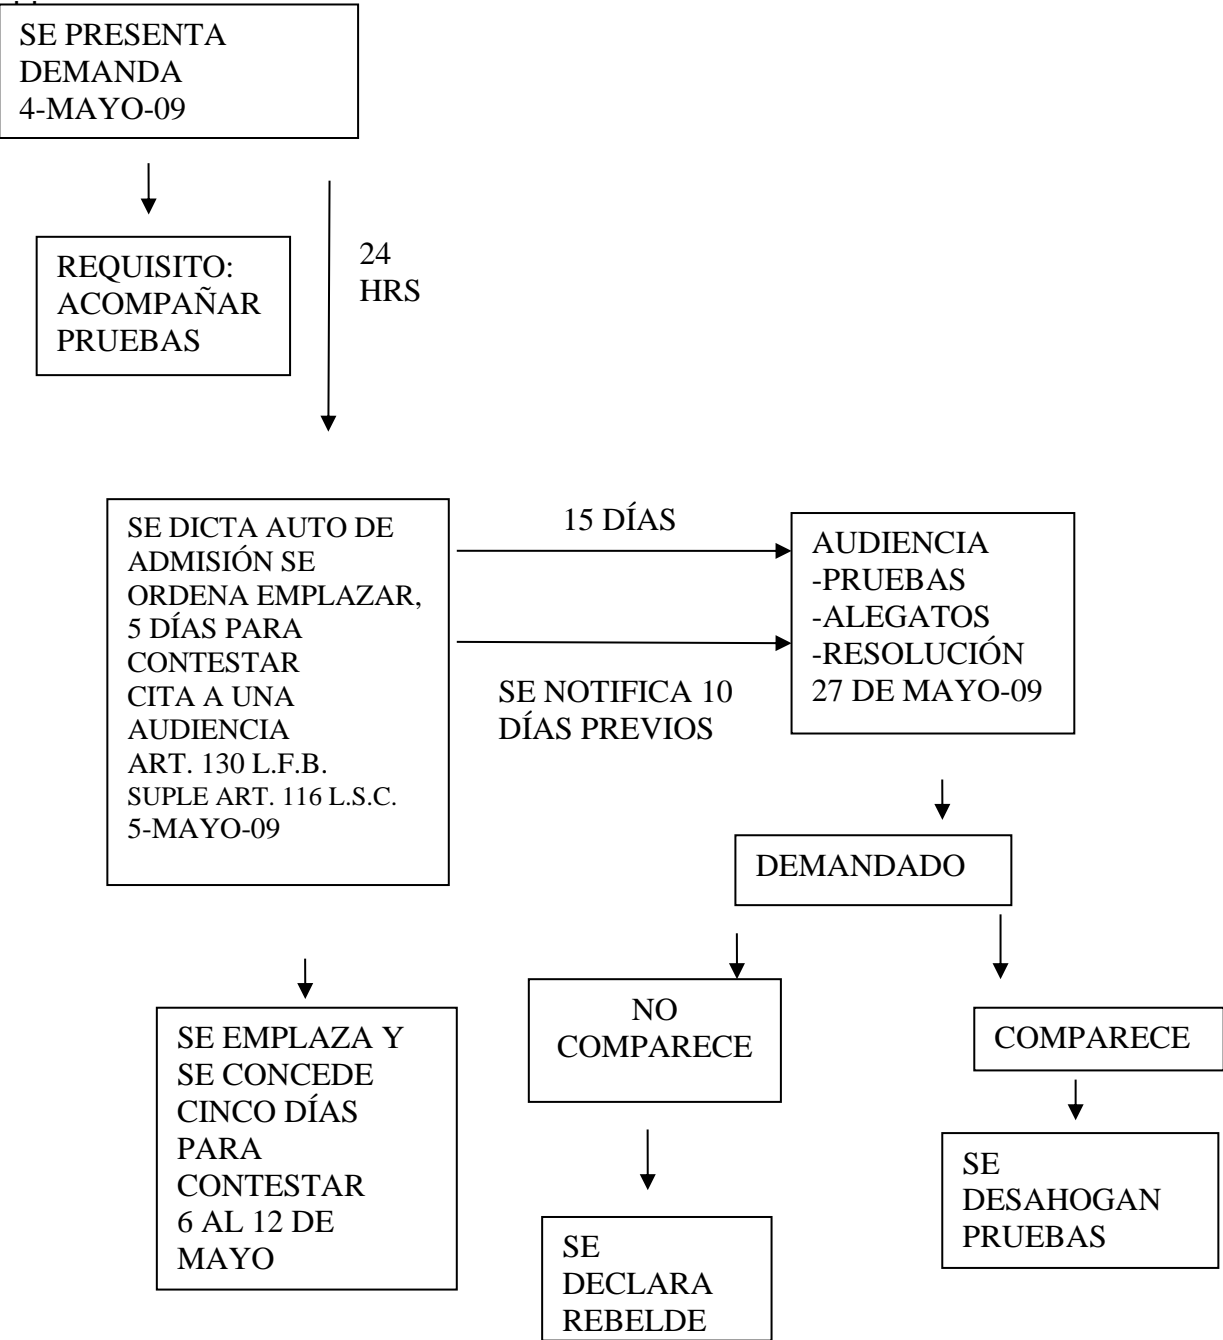 SE PRESENTA
DEMANDA
4-MAYO-09
REQUISITO:
ACOMPAÑAR
PRUEBAS
24
HRS
SE DICTA AUTO DE
ADMISIÓN SE
ORDENA EMPLAZAR,
5 DÍAS PARA
CONTESTAR
CITA A UNA
AUDIENCIA
ART. 130 L.F.B.
SUPLE ART. 116 L.S.C.
5-MAYO-09
15 DÍAS
SE NOTIFICA 10
DÍAS PREVIOS
AUDIENCIA
-PRUEBAS
-ALEGATOS
-RESOLUCIÓN
27 DE MAYO-09
DEMANDADO
SE EMPLAZA Y
SE CONCEDE
CINCO DÍAS
PARA
CONTESTAR
6 AL 12 DE
MAYO
NO
COMPARECE
SE
DECLARA
REBELDE
COMPARECE
SE
DESAHOGAN
PRUEBAS